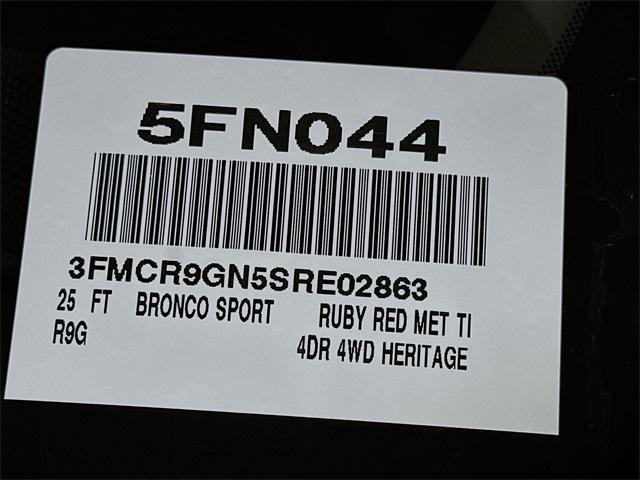 5FN044
3FMCR9GN5SRE02863
25 FT BRONCO SPORT RUBY RED MET TI
R9G 4DR 4WD HERITAGE